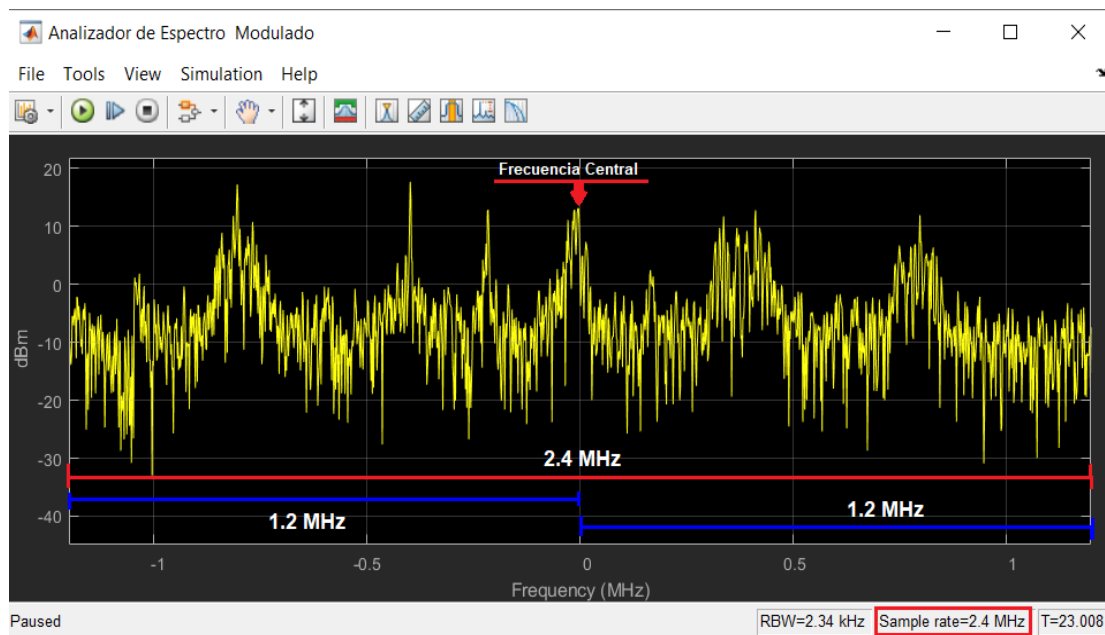 Analizador de Espectro Modulado
File Tools View Simulation Help
Frecuencia Central
20
10
0
-10
-20
-30
-40
dBm
2.4 MHz
1.2 MHz
1.2 MHz
-1
-0.5
0
0.5
1
Frequency (MHz)
Paused
RBW=2.34 kHz
Sample rate=2.4 MHz
T=23.008